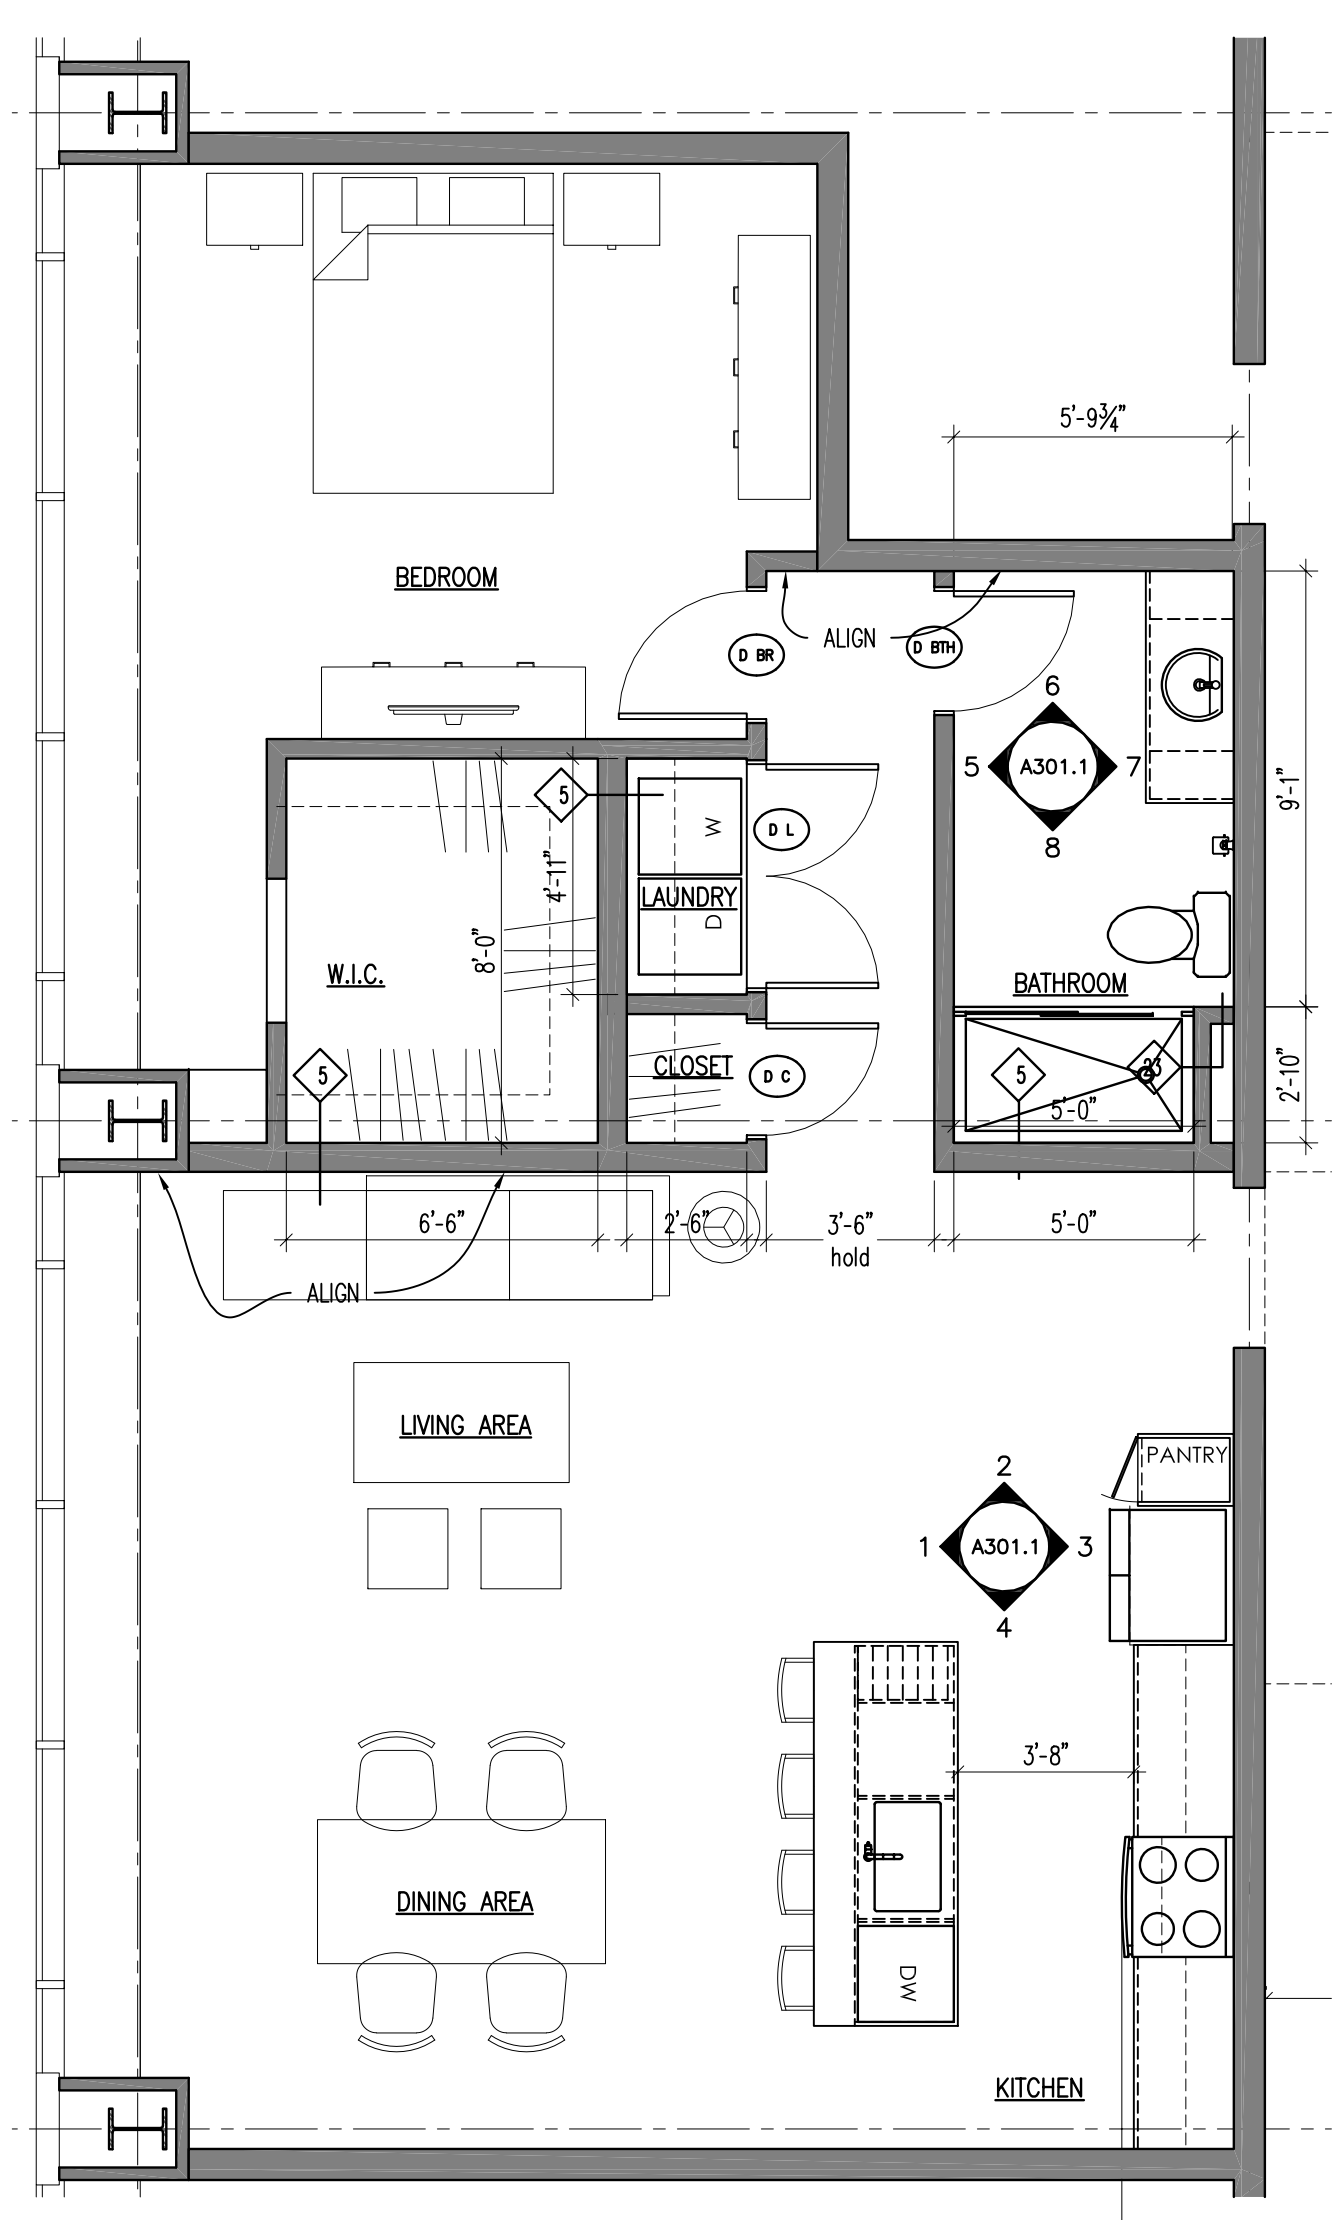 5'-9¾"
BEDROOM
ALIGN
D BR
D BTH
6
5
A301.1
7
8
9'-1"
5
W
D L
4'-11"
LAUNDRY
D
8'-0"
W.I.C.
BATHROOM
CLOSET
5
D C
5
23
2'-10"
5'-0"
6'-6"
2'-6"
3'-6"
hold
5'-0"
ALIGN
LIVING AREA
PANTRY
2
1
A301.1
3
4
3'-8"
DINING AREA
DW
KITCHEN